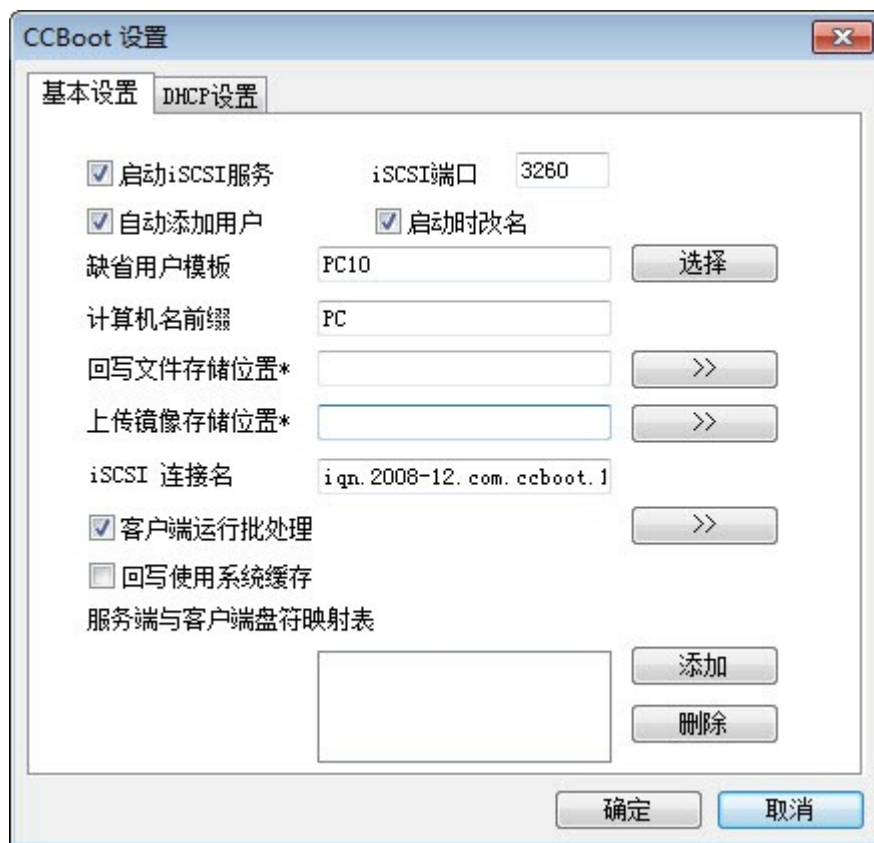 CCBoot 设置
基本设置 DHCP设置
启动iSCSI服务 iSCSI端口 3260
自动添加用户 启动时改名
缺省用户模板 PC10 选择
计算机名前缀 PC
回写文件存储位置* >>
上传镜像存储位置* >>
iSCSI 连接名 iqn.2008-12.com.ccboot.1
客户端运行批处理 >>
回写使用系统缓存
服务端与客户端盘符映射表
添加
删除
确定 取消